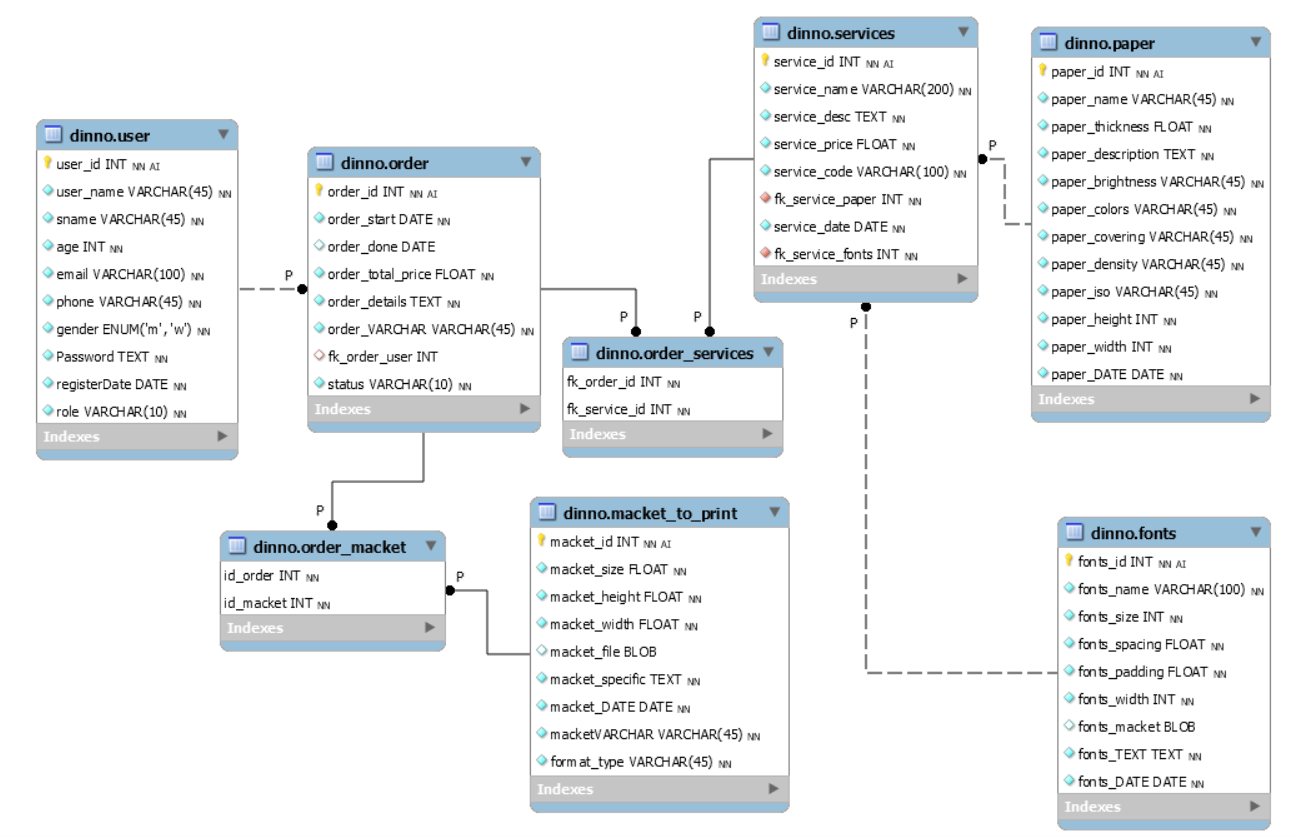 dinno.user
user_id INT NN AI
user_name VARCHAR(45) NN
sname VARCHAR(45) NN
age INT NN
email VARCHAR(100) NN
phone VARCHAR(45) NN
gender ENUM('m', 'w') NN
Password TEXT NN
registerDate DATE NN
role VARCHAR(10) NN
Indexes
P
dinno.order
order_id INT NN AI
order_start DATE NN
order_done DATE
order_total_price FLOAT NN
order_details TEXT NN
order_VARCHAR VARCHAR(45) NN
fk_order_user INT
status VARCHAR(10) NN
Indexes
P
P
dinno.order_services
fk_order_id INT NN
fk_service_id INT NN
Indexes
dinno.services
service_id INT NN AI
service_name VARCHAR(200) NN
service_desc TEXT NN
service_price FLOAT NN
service_code VARCHAR(100) NN
fk_service_paper INT NN
service_date DATE NN
fk_service_fonts INT NN
Indexes
P
P
dinno.paper
paper_id INT NN AI
paper_name VARCHAR(45) NN
paper_thickness FLOAT NN
paper_description TEXT NN
paper_brightness VARCHAR(45) NN
paper_colors VARCHAR(45) NN
paper_covering VARCHAR(45) NN
paper_density VARCHAR(45) NN
paper_iso VARCHAR(45) NN
paper_height INT NN
paper_width INT NN
paper_DATE DATE NN
Indexes
P
dinno.order_macket
id_order INT NN
id_macket INT NN
Indexes
P
dinno.macket_to_print
macket_id INT NN AI
macket_size FLOAT NN
macket_height FLOAT NN
macket_width FLOAT NN
macket_file BLOB
macket_specific TEXT NN
macket_DATE DATE NN
macketVARCHAR VARCHAR(45) NN
format_type VARCHAR(45) NN
Indexes
dinno.fonts
fonts_id INT NN AI
fonts_name VARCHAR(100) NN
fonts_size INT NN
fonts_spacing FLOAT NN
fonts_padding FLOAT NN
fonts_width INT NN
fonts_macket BLOB
fonts_TEXT TEXT NN
fonts_DATE DATE NN
Indexes